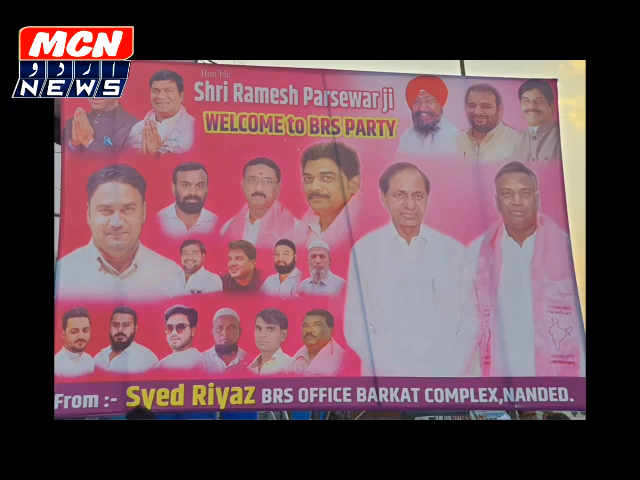 MCN
اردو
NEWS
Hon'ble
Shri Ramesh Parsewar ji
WELCOME to BRS PARTY
From :- Syed Riyaz BRS OFFICE BARKAT COMPLEX,NANDED.